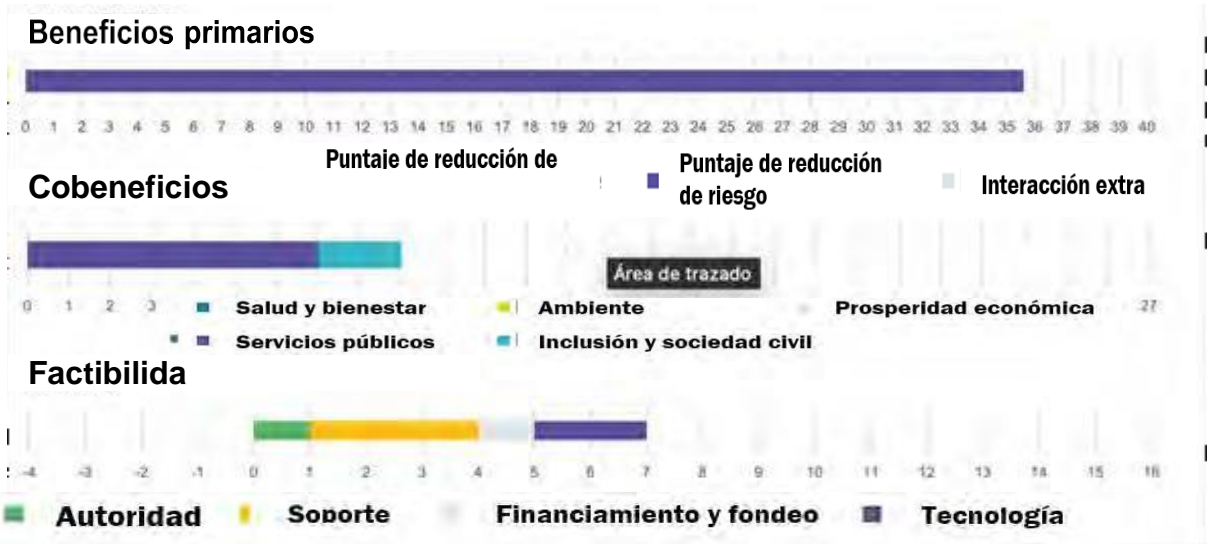 Beneficios primarios
0 1 2 3 4 5 6 7 8 9 10 11 12 13 14 15 16 17 18 19 20 21 22 23 24 25 26 27 28 29 30 31 32 33 34 35 36 37 38 39 40
Puntaje de reducción de
Puntaje de reducción
de riesgo
Interacción extra
Cobeneficios
Área de trazado
0 1 2 3
Salud y bienestar
Ambiente
Prosperidad económica
27
Servicios públicos
Inclusión y sociedad civil
Factibilida
-4 -3 -2 -1 0 1 2 3 4 5 6 7 8 9 10 11 12 13 14 15 16
Autoridad
Soporte
Financiamiento y fondeo
Tecnología